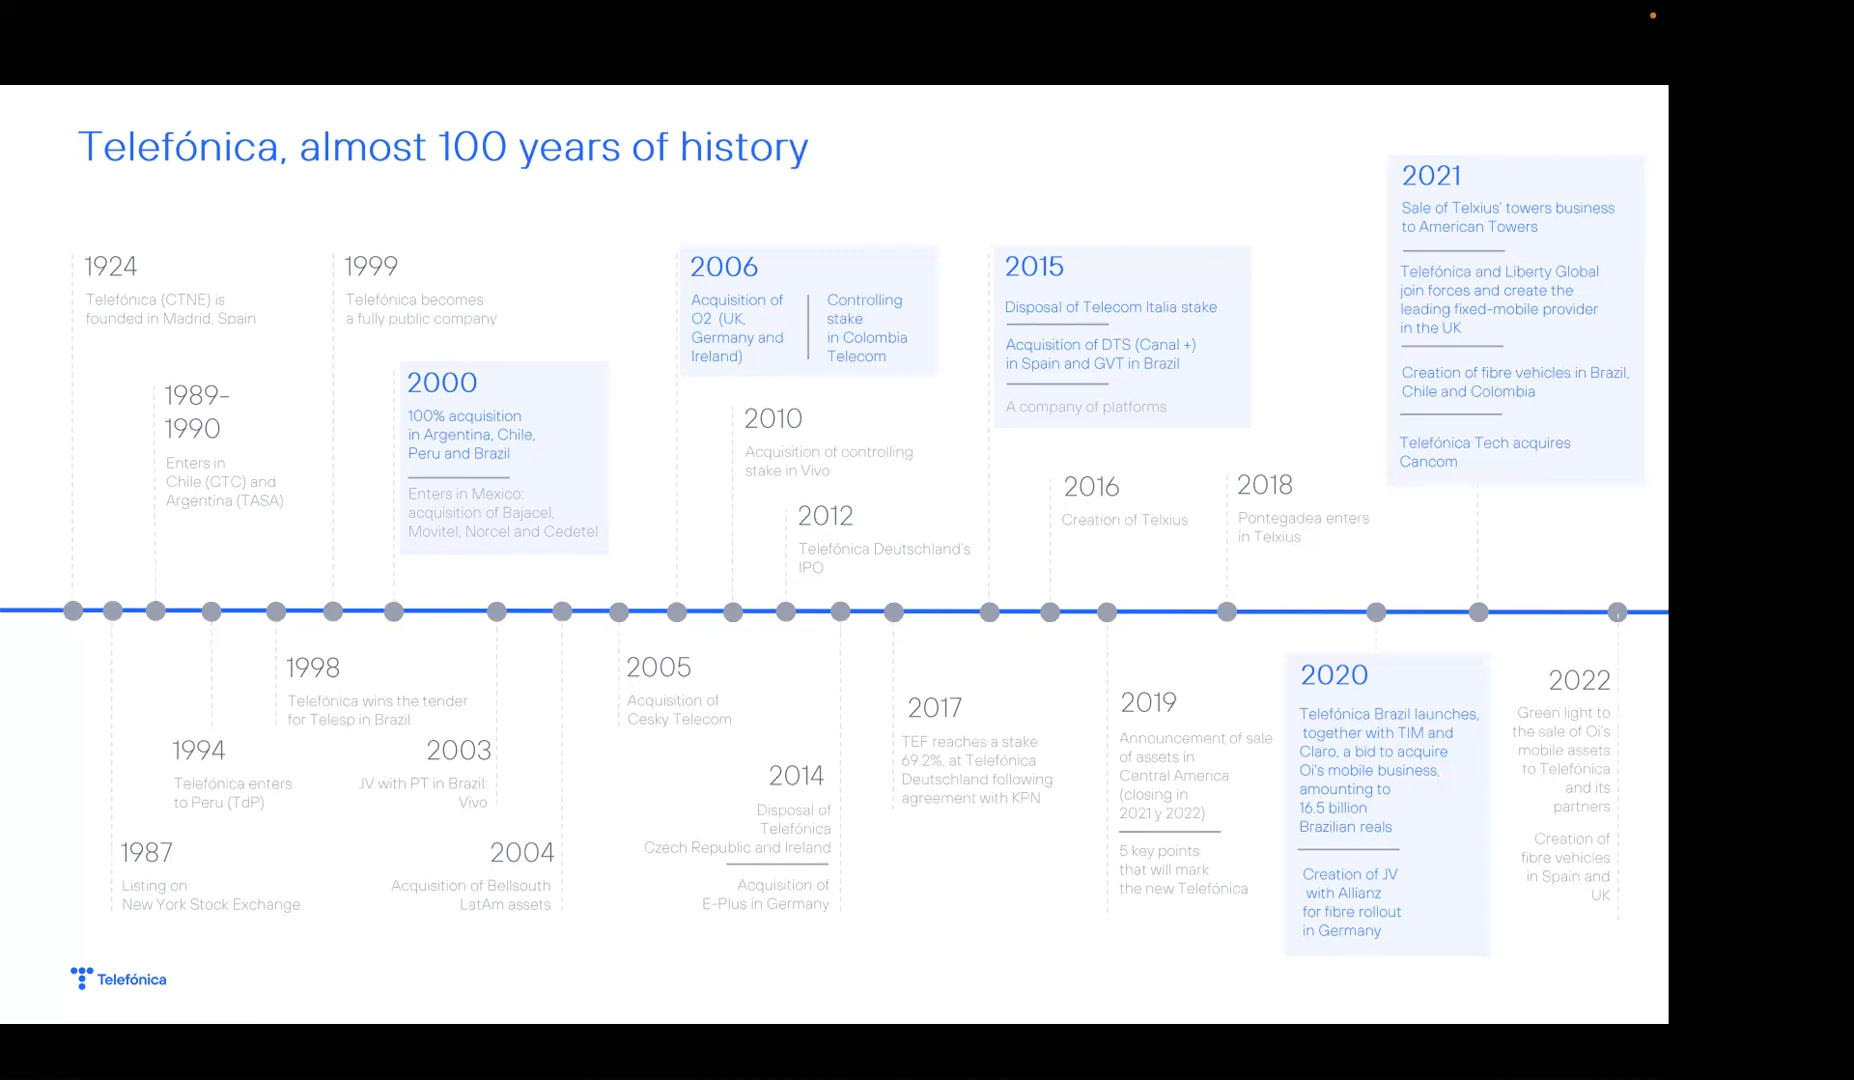 Telefónica, almost 100 years of history
1924
Telefónica (CTNE) is
founded in Madrid, Spain
1989-
1990
Enters in
Chile (CTC) and
Argentina (TASA)
1999
Telefónica becomes
a fully public company
2000
100% acquisition
in Argentina, Chile,
Peru and Brazil
Enters in Mexico:
acquisition of Bajacel,
Movitel, Norcel and Cedetel
2006
Acquisition of
O2 (UK,
Germany and
Ireland)
Controlling
stake
in Colombia
Telecom
2010
Acquisition of controlling
stake in Vivo
2012
Telefónica Deutschland's
IPO
2015
Disposal of Telecom Italia stake
Acquisition of DTS (Canal +)
in Spain and GVT in Brazil
A company of platforms
2016
Creation of Telxius
2018
Pontegadea enters
in Telxius
2021
Sale of Telxius' towers business
to American Towers
Telefónica and Liberty Global
join forces and create the
leading fixed-mobile provider
in the UK
Creation of fibre vehicles in Brazil,
Chile and Colombia
Telefónica Tech acquires
Cancom
1987
Listing on
New York Stock Exchange
1994
Telefónica enters
to Peru (TdP)
1998
Telefónica wins the tender
for Telesp in Brazil
2003
JV with PT in Brazil:
Vivo
2004
Acquisition of Bellsouth
LatAm assets
2005
Acquisition of
Cesky Telecom
2014
Disposal of
Telefónica
Czech Republic and Ireland
Acquisition of
E-Plus in Germany
2017
TEF reaches a stake
69.2%, at Telefónica
Deutschland following
agreement with KPN
2019
Announcement of sale
of assets in
Central America
(closing in
2021 y 2022)
5 key points
that will mark
the new Telefónica
2020
Telefónica Brazil launches,
together with TIM and
Claro, a bid to acquire
Oi's mobile business,
amounting to
16.5 billion
Brazilian reals
Creation of JV
with Allianz
for fibre rollout
in Germany
2022
Green light to
the sale of Oi's
mobile assets
to Telefónica
and its
partners
Creation of
fibre vehicles
in Spain and
UK
Telefónica